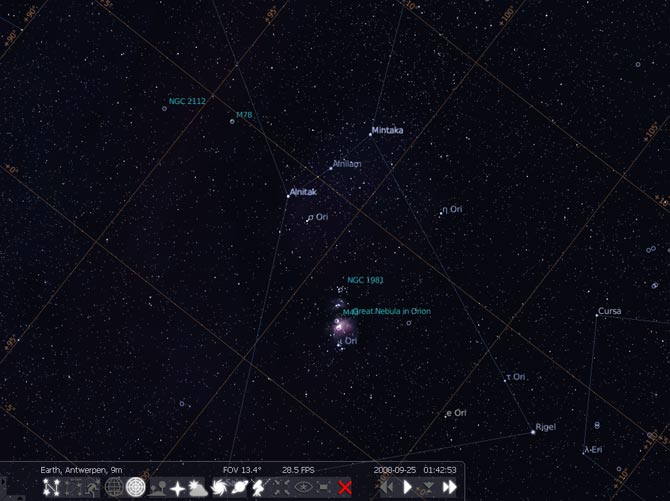 NGC 2112
M78
Mintaka
Alnilam
Alnitak
σ Ori
η Ori
NGC 1981
Great Nebula in Orion
ι Ori
Cursa
τ Ori
e Ori
Rigel
λ-Eri
Earth, Antwerpen, 9m FOV 13.4° 28.5 FPS 2008-09-25 01:42:53